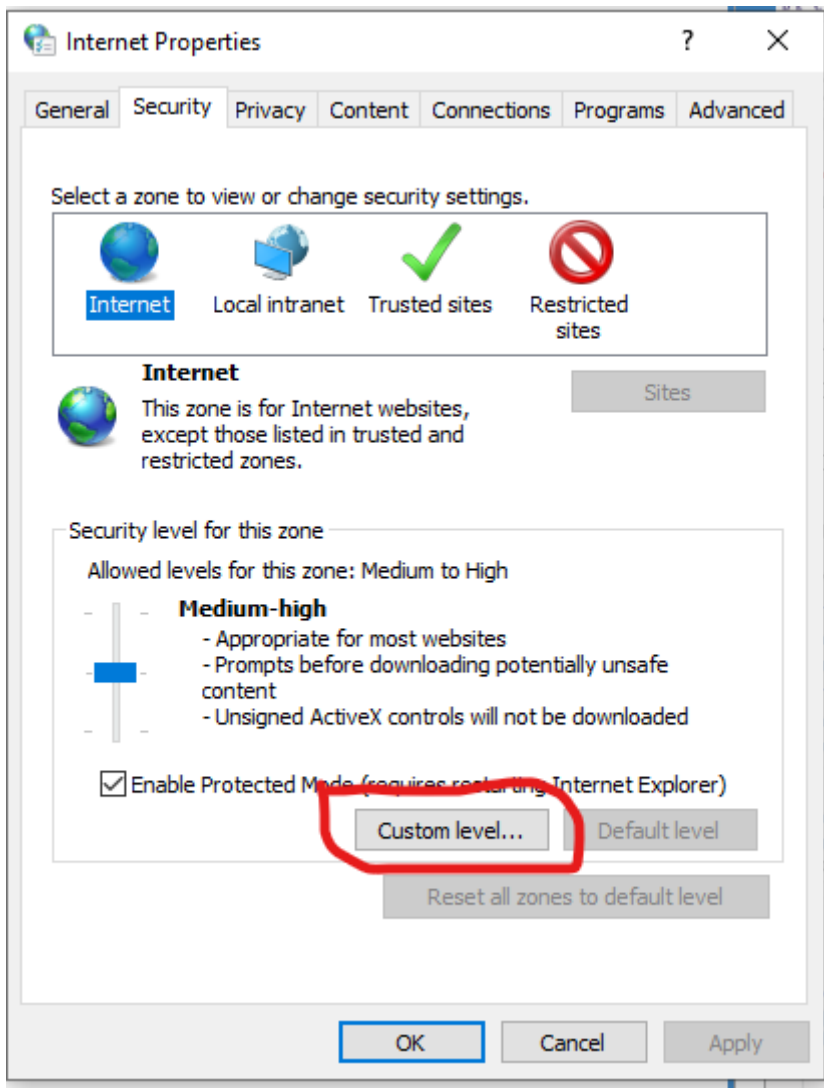 Internet Properties
?
General Security Privacy Content Connections Programs Advanced
Select a zone to view or change security settings.
Internet Local intranet Trusted sites Restricted
sites
Internet
Sites
This zone is for Internet websites,
except those listed in trusted and
restricted zones.
Security level for this zone
Allowed levels for this zone: Medium to High
Medium-high
- Appropriate for most websites
- Prompts before downloading potentially unsafe
content
- Unsigned ActiveX controls will not be downloaded
Enable Protected Mode (requires restarting Internet Explorer)
Custom level... Default level
Reset all zones to default level
OK Cancel Apply